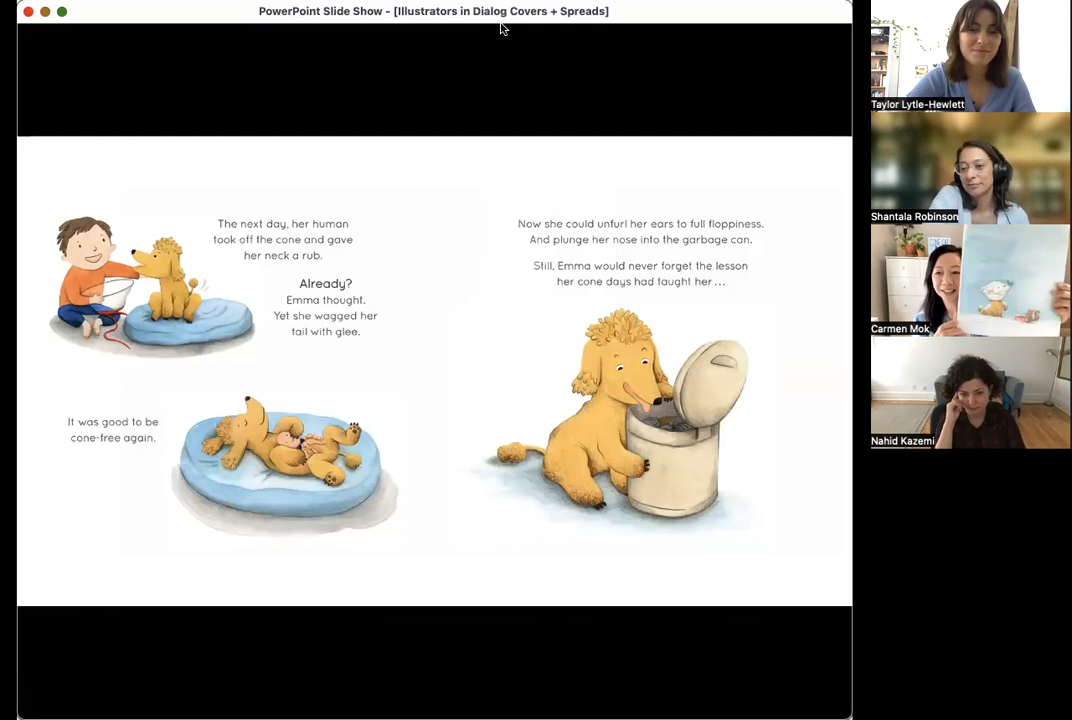 PowerPoint Slide Show - [Illustrators in Dialog Covers + Spreads]
The next day, her human
took off the cone and gave
her neck a rub.
Already?
Emma thought.
Yet she wagged her
tail with glee.
It was good to be
cone-free again.
Now she could unfurl her ears to full floppiness.
And plunge her nose into the garbage can.
Still, Emma would never forget the lesson
her cone days had taught her ...
Taylor Lytle-Hewlett
Shantala Robinson
Carmen Mok
Nahid Kazemi